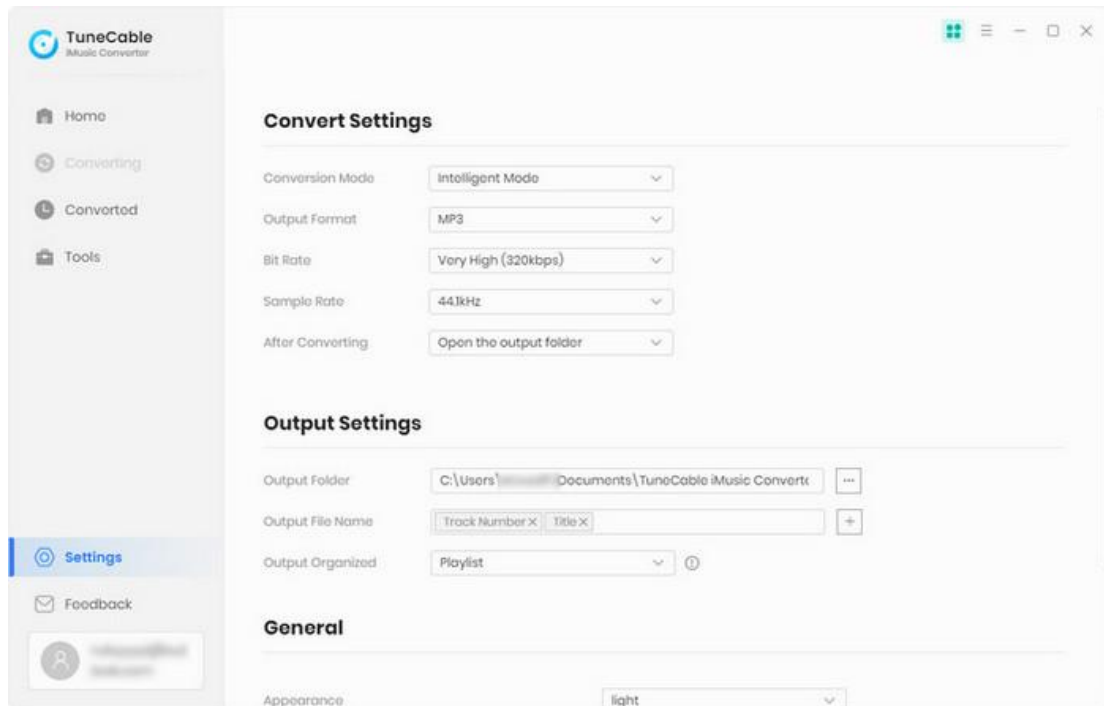 TuneCable
iMusic Converter
Home
Converting
Converted
Tools
Settings
Feedback
Convert Settings
Conversion Mode Intelligent Mode
Output Format MP3
Bit Rate Very High (320kbps)
Sample Rate 44.1kHz
After Converting Open the output folder
Output Settings
Output Folder C:\Users\ Documents\TuneCable iMusic Converte
Output File Name Track Number × Title ×
Output Organized Playlist
General
Appearance light